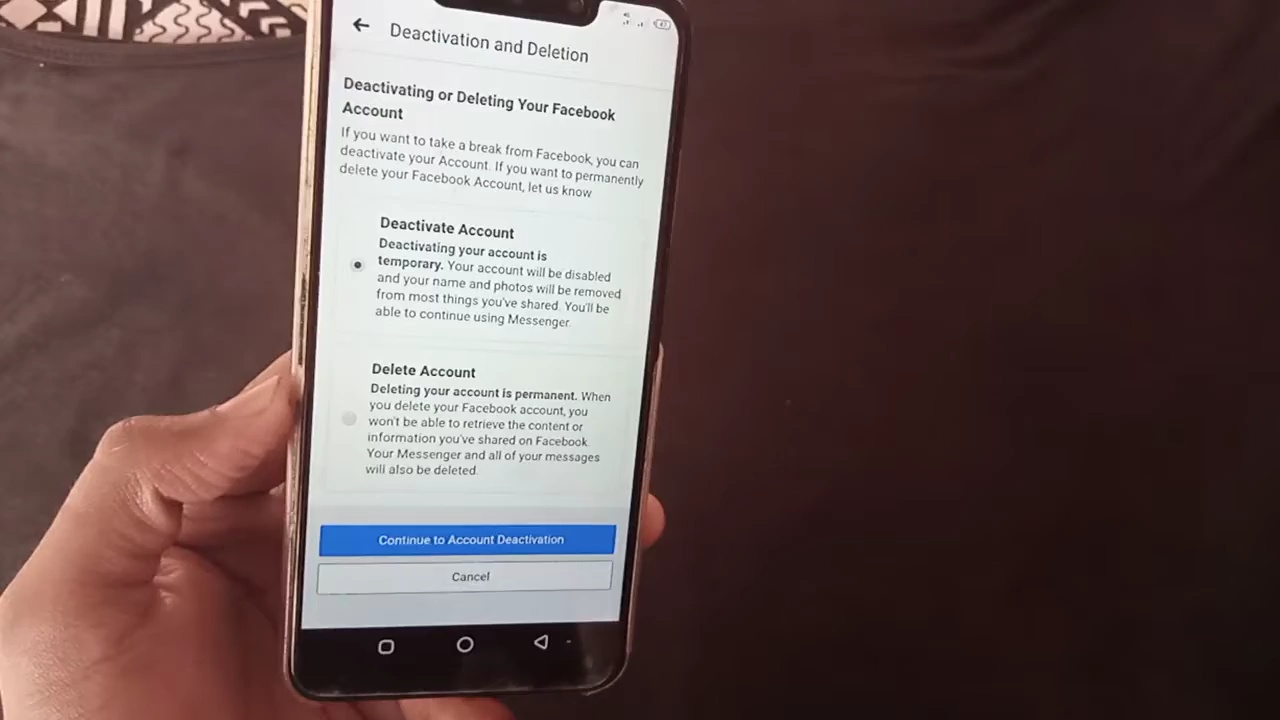 Deactivation and Deletion
Deactivating or Deleting Your Facebook
Account
If you want to take a break from Facebook, you can
deactivate your Account. If you want to permanently
delete your Facebook Account, let us know
Deactivate Account
Deactivating your account is
temporary. Your account will be disabled
and your name and photos will be removed
from most things you've shared. You'll be
able to continue using Messenger.
Delete Account
Deleting your account is permanent. When
you delete your Facebook account, you
won't be able to retrieve the content or
information you've shared on Facebook.
Your Messenger and all of your messages
will also be deleted.
Continue to Account Deactivation
Cancel